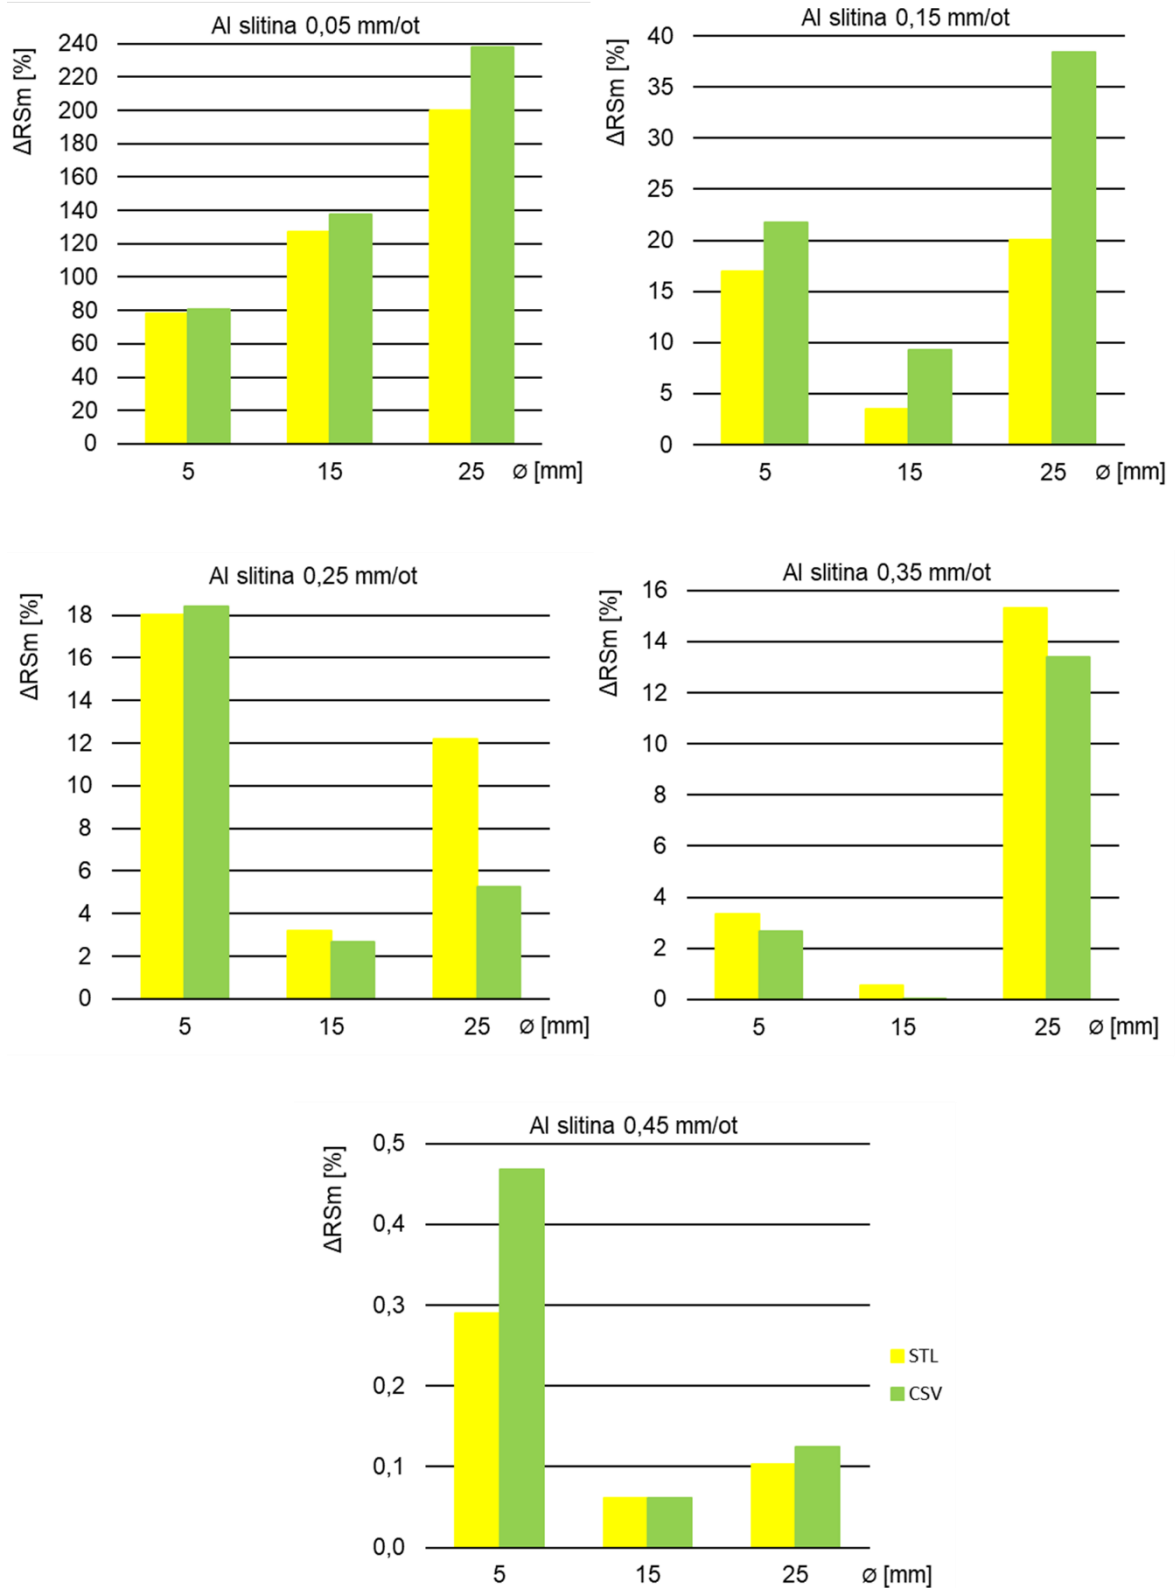 Al slitina 0,05 mm/ot
ΔRSm [%]
240
220
200
180
160
140
120
100
80
60
40
20
0
5 15 25 ⌀ [mm]
Al slitina 0,15 mm/ot
ΔRSm [%]
40
35
30
25
20
15
10
5
0
5 15 25 ⌀ [mm]
Al slitina 0,25 mm/ot
ΔRSm [%]
18
16
14
12
10
8
6
4
2
0
5 15 25 ⌀ [mm]
Al slitina 0,35 mm/ot
ΔRSm [%]
16
14
12
10
8
6
4
2
0
5 15 25 ⌀ [mm]
Al slitina 0,45 mm/ot
ΔRSm [%]
0,5
0,4
0,3
0,2
0,1
0,0
5 15 25 ⌀ [mm]
STL
CSV